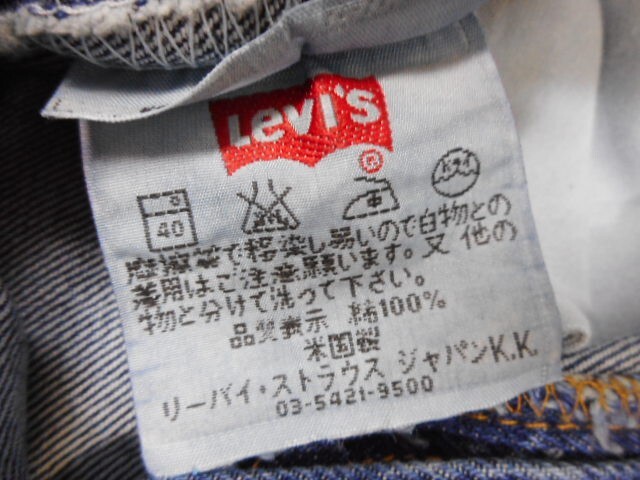 Levi's
®
40
摩擦等で移染し易いので白物との
着用はご注意願います。又 他の
物と分けて洗って下さい。
品質表示 綿100%
米国製
リーバイ・ストラウス ジャパンK.K.
03-5421-9500